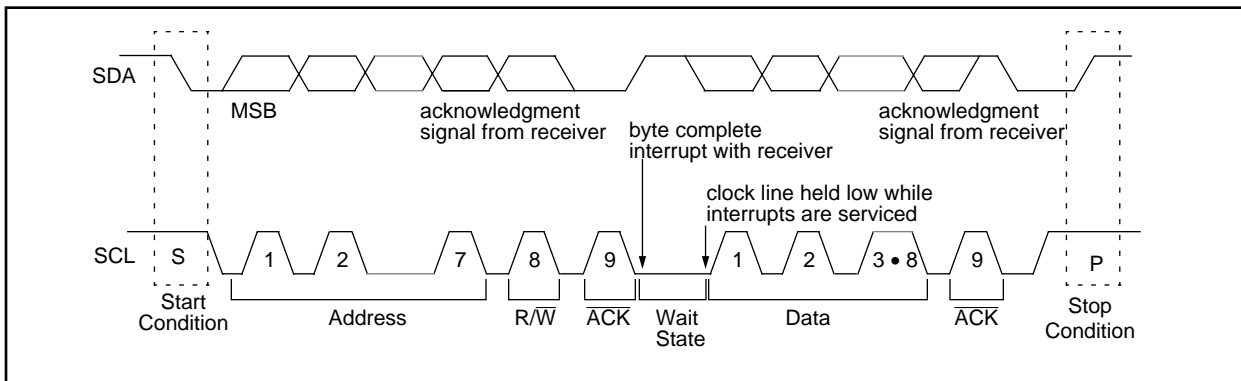 SDA
MSB
acknowledgment
signal from receiver
acknowledgment
signal from receiver
byte complete
interrupt with receiver
clock line held low while
interrupts are serviced
SCL
S
1
2
7
8
9
1
2
3 • 8
9
P
Start
Condition
Address
R/W̅
A̅C̅K̅
Wait
State
Data
A̅C̅K̅
Stop
Condition